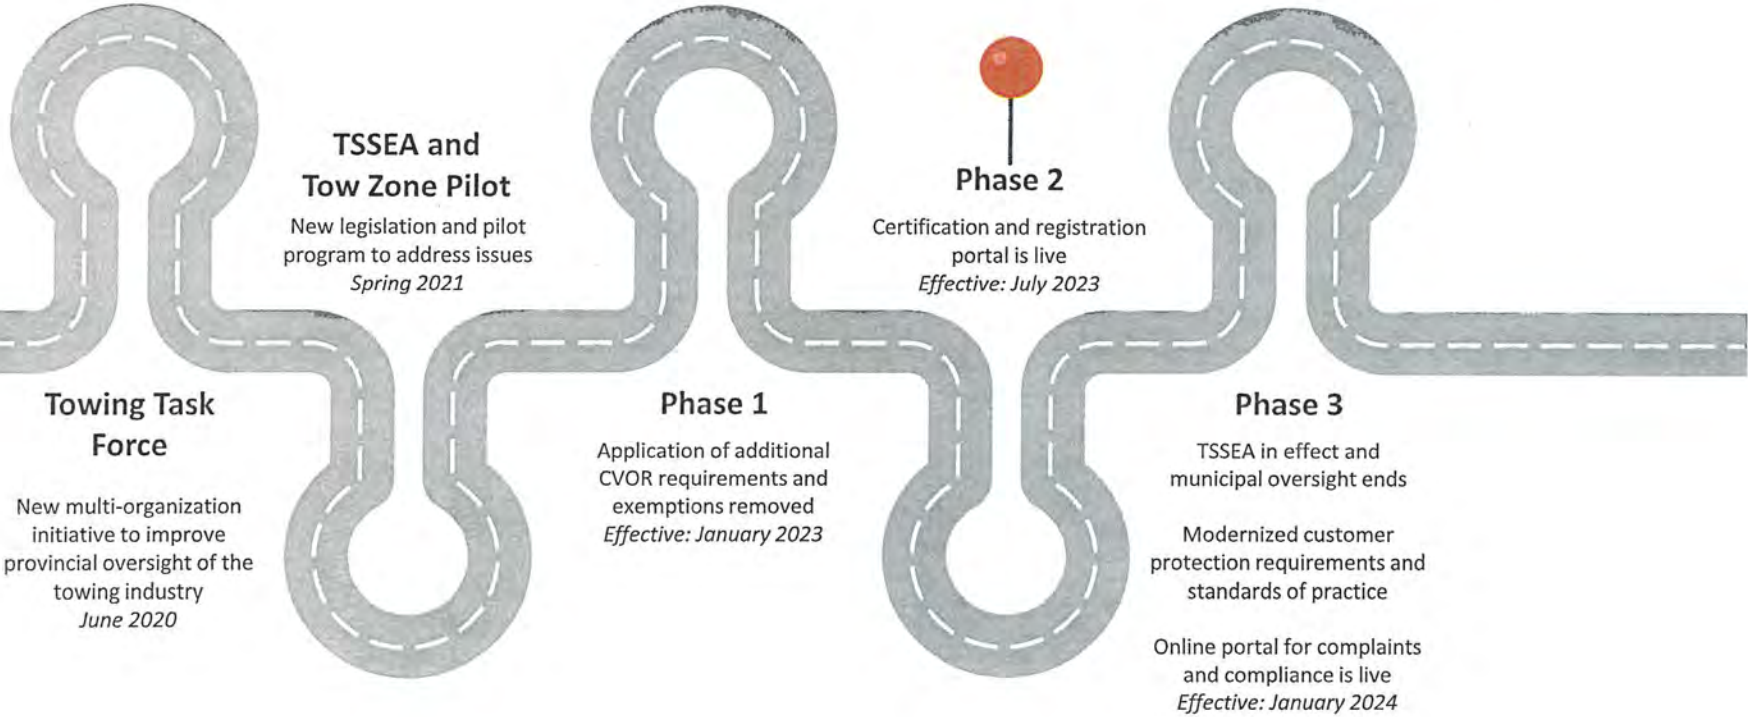 Towing Task
Force
New multi-organization
initiative to improve
provincial oversight of the
towing industry
June 2020
TSSEA and
Tow Zone Pilot
New legislation and pilot
program to address issues
Spring 2021
Phase 1
Application of additional
CVOR requirements and
exemptions removed
Effective: January 2023
Phase 2
Certification and registration
portal is live
Effective: July 2023
Phase 3
TSSEA in effect and
municipal oversight ends
Modernized customer
protection requirements and
standards of practice
Online portal for complaints
and compliance is live
Effective: January 2024